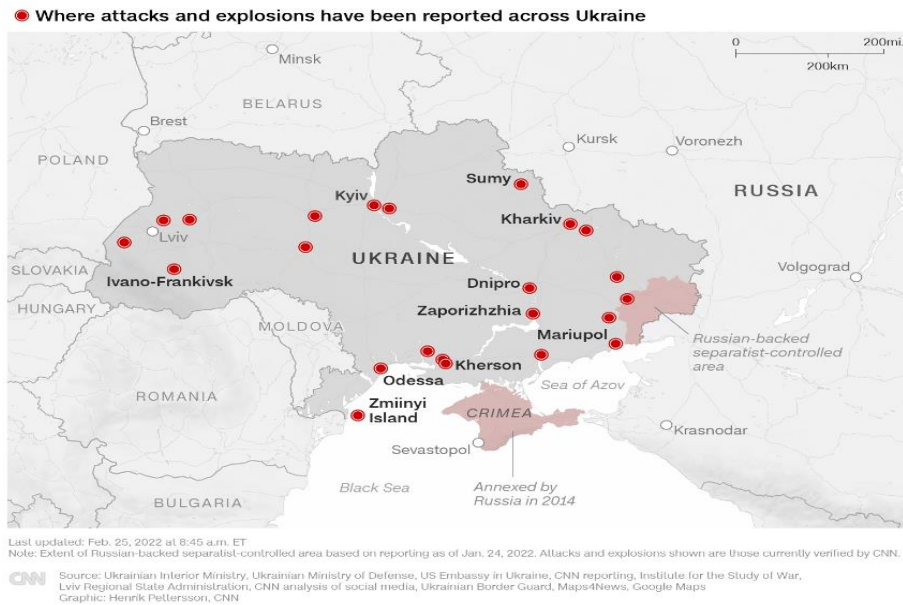 Where attacks and explosions have been reported across Ukraine
0 200mi.
200km
Minsk
BELARUS
Brest
Kursk
Voronezh
POLAND
Sumy
RUSSIA
Kyiv
Kharkiv
Lviv
UKRAINE
SLOVAKIA
Ivano-Frankivsk
Dnipro
Volgograd
HUNGARY
Zaporizhzhia
MOLDOVA
Mariupol
Russian-backed
separatist-controlled
area
Kherson
Odessa
Sea of Azov
ROMANIA
Zmiinyi
Island
CRIMEA
Krasnodar
Sevastopol
Black Sea
Annexed by
Russia in 2014
BULGARIA
Last updated: Feb. 25, 2022 at 8:45 a.m. ET
Note: Extent of Russian-backed separatist-controlled area based on reporting as of Jan. 24, 2022. Attacks and explosions shown are those currently verified by CNN.
CNN
Source: Ukrainian Interior Ministry, Ukrainian Ministry of Defense, US Embassy in Ukraine, CNN reporting, Institute for the Study of War,
Lviv Regional State Administration, CNN analysis of social media, Ukrainian Border Guard, Maps4News, Google Maps
Graphic: Henrik Pettersson, CNN